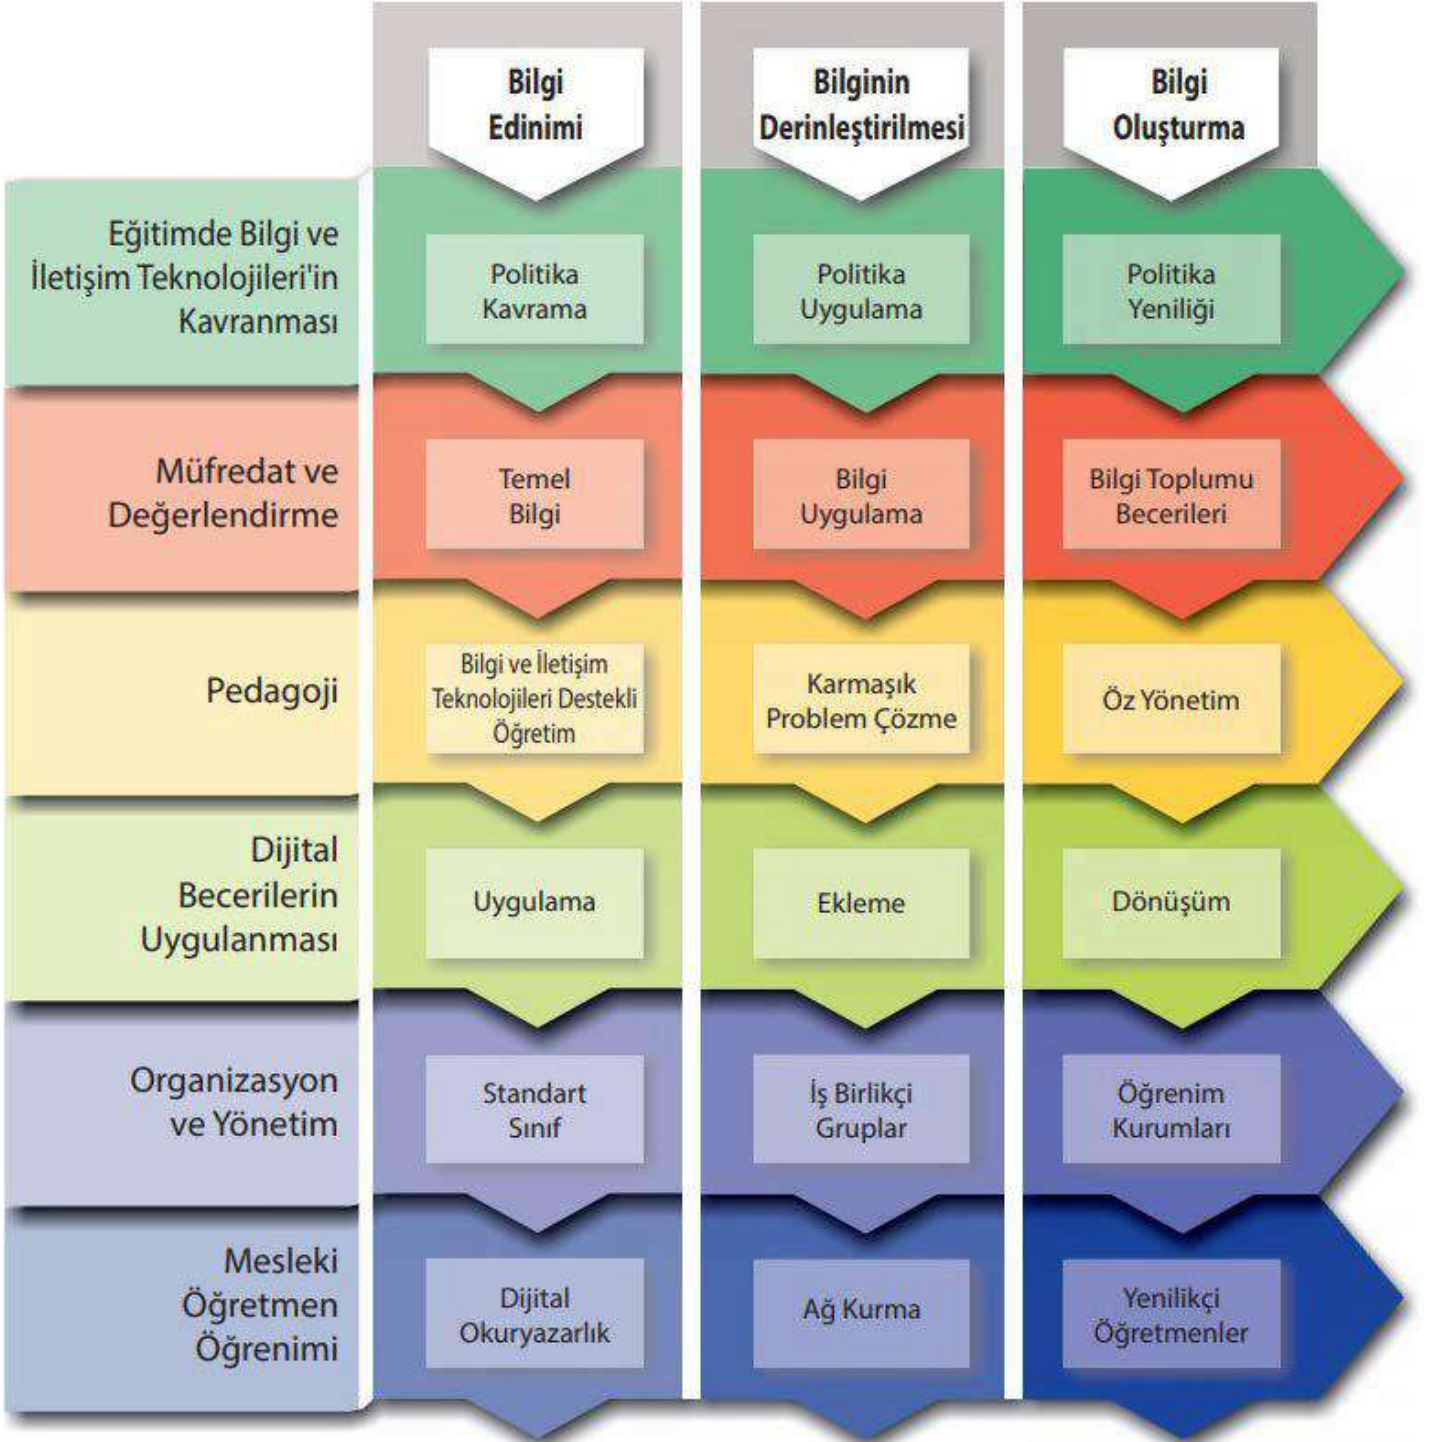 Bilgi
Edinimi
Bilginin
Derinleştirilmesi
Bilgi
Oluşturma
Eğitimde Bilgi ve
İletişim Teknolojileri'in
Kavranması
Politika
Kavrama
Politika
Uygulama
Politika
Yeniliği
Müfredat ve
Değerlendirme
Temel
Bilgi
Bilgi
Uygulama
Bilgi Toplumu
Becerileri
Pedagoji
Bilgi ve İletişim
Teknolojileri Destekli
Öğretim
Karmaşık
Problem Çözme
Öz Yönetim
Dijital
Becerilerin
Uygulanması
Uygulama
Ekleme
Dönüşüm
Organizasyon
ve Yönetim
Standart
Sınıf
İş Birlikçi
Gruplar
Öğrenim
Kurumları
Mesleki
Öğretmen
Öğrenimi
Dijital
Okuryazarlık
Ağ Kurma
Yenilikçi
Öğretmenler